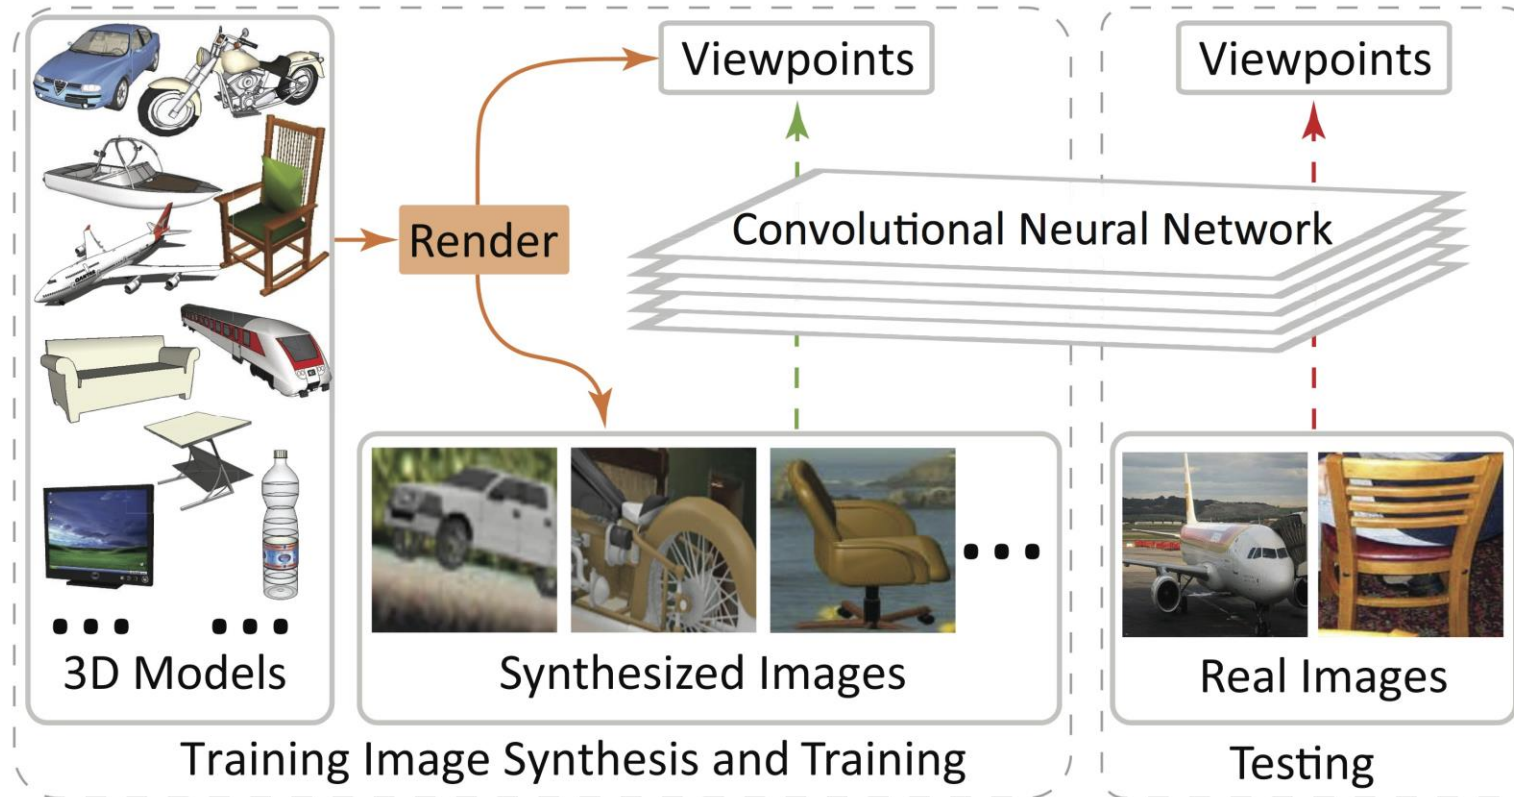 Viewpoints
Viewpoints
Convolutional Neural Network
Render
3D Models
Synthesized Images
Real Images
Training Image Synthesis and Training
Testing